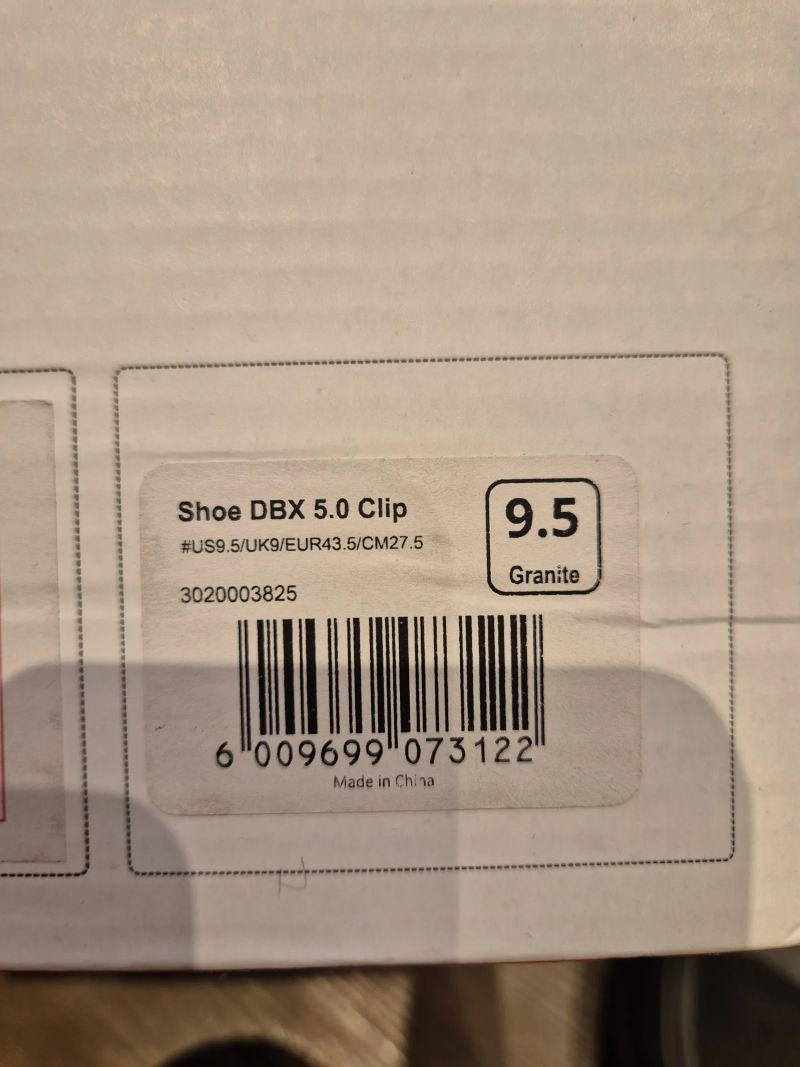 Shoe DBX 5.0 Clip
#US9.5/UK9/EUR43.5/CM27.5
9.5
Granite
3020003825
6 009699 073122
Made in China